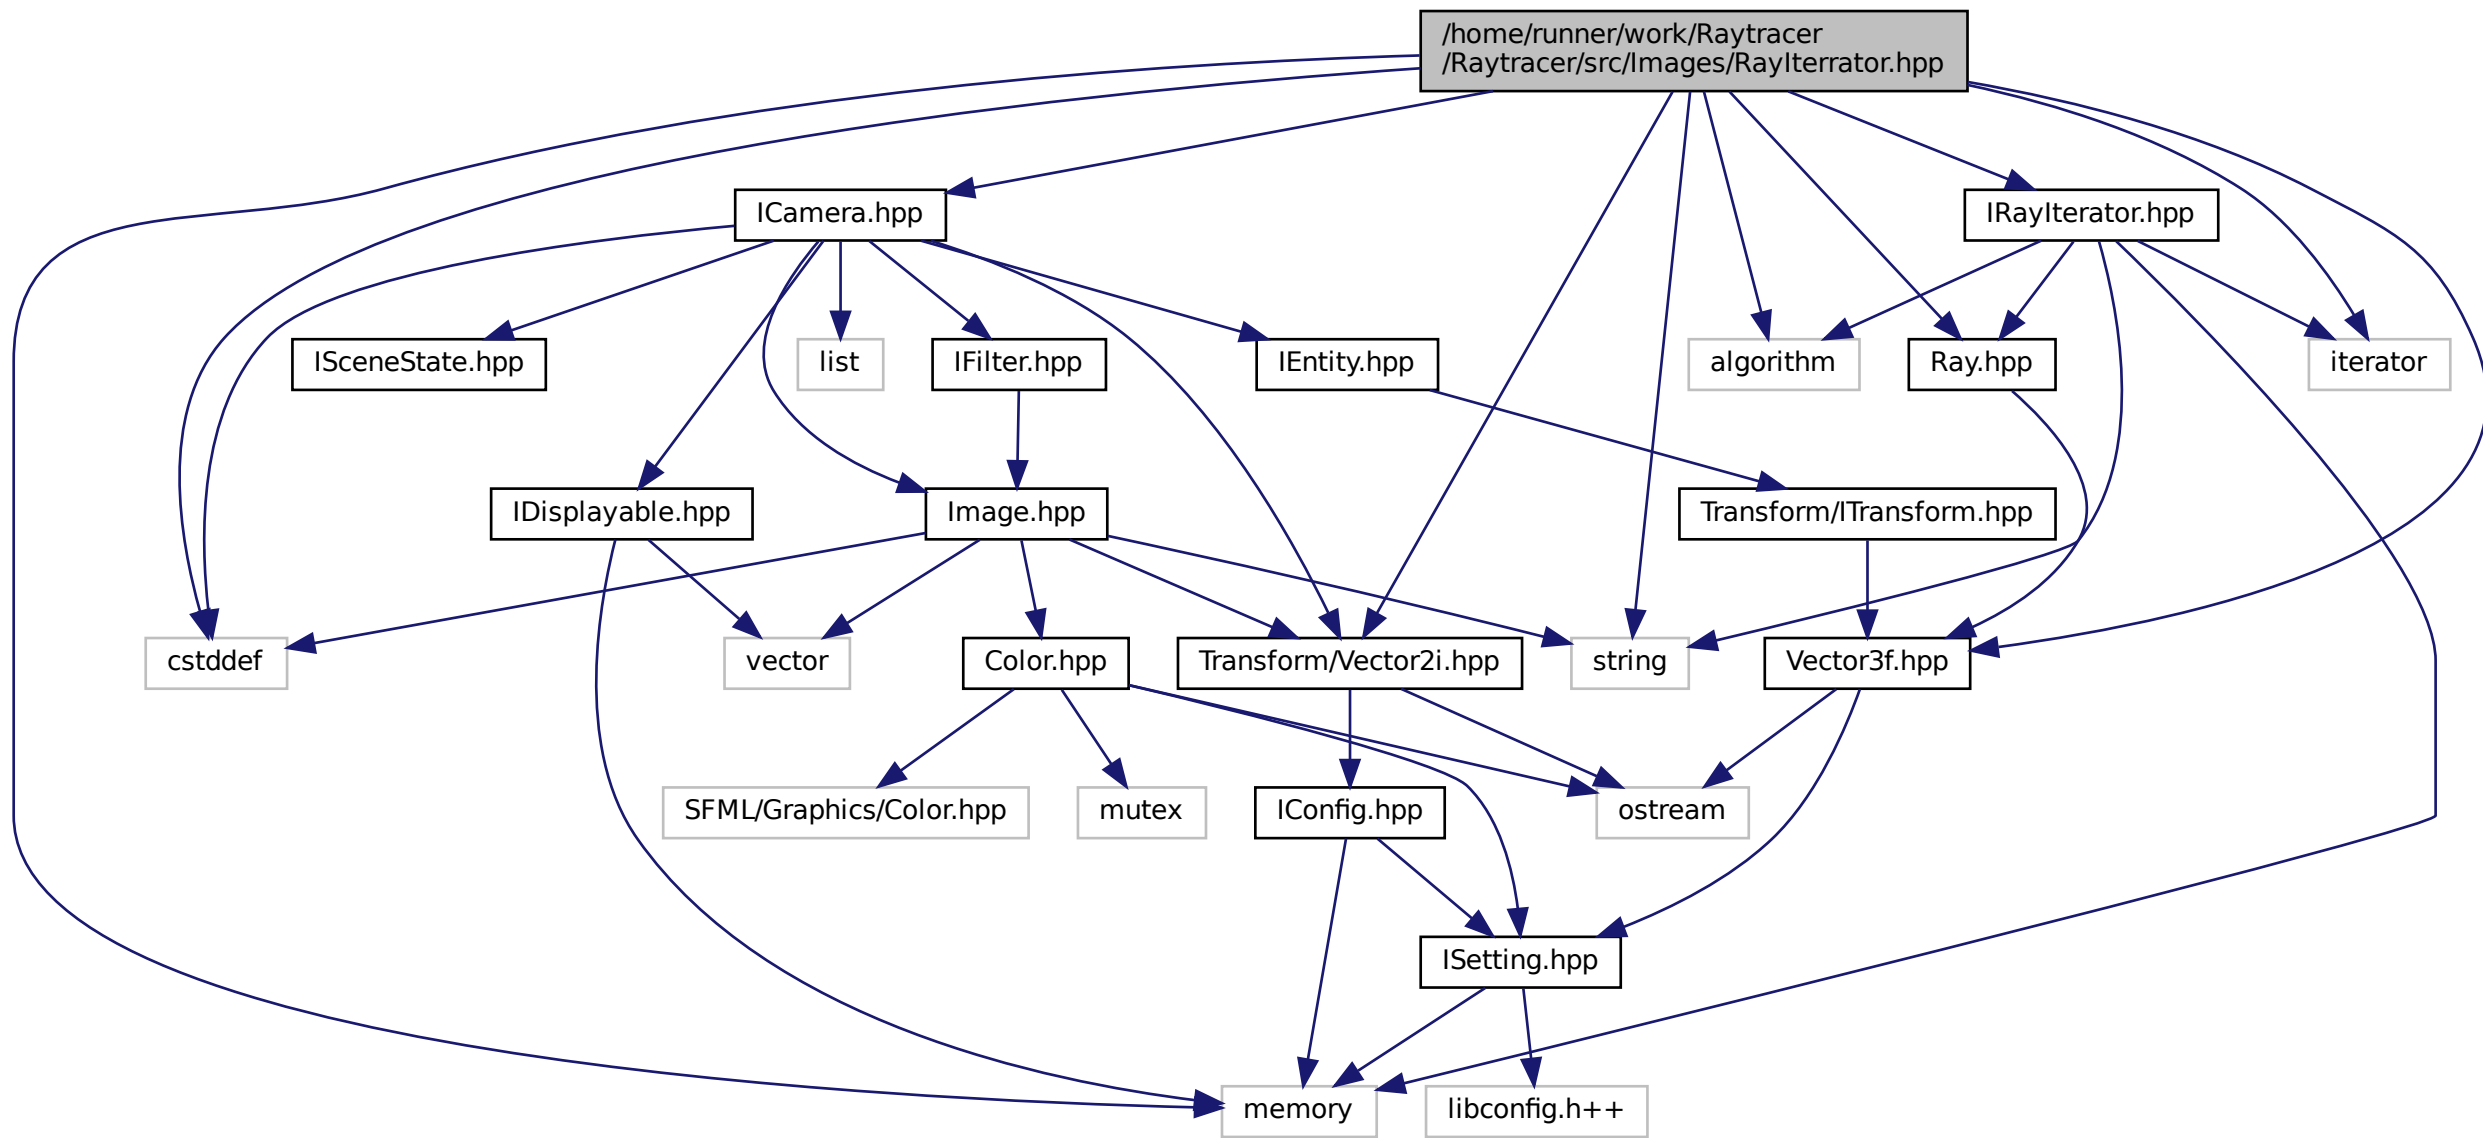 /home/runner/work/Raytracer
/Raytracer/src/Images/RayIterrator.hpp
ICamera.hpp
IRayIterator.hpp
ISceneState.hpp
list
IFilter.hpp
IEntity.hpp
algorithm
Ray.hpp
iterator
IDisplayable.hpp
Image.hpp
Transform/ITransform.hpp
cstddef
vector
Color.hpp
Transform/Vector2i.hpp
string
Vector3f.hpp
SFML/Graphics/Color.hpp
mutex
IConfig.hpp
ostream
ISetting.hpp
memory
libconfig.h++